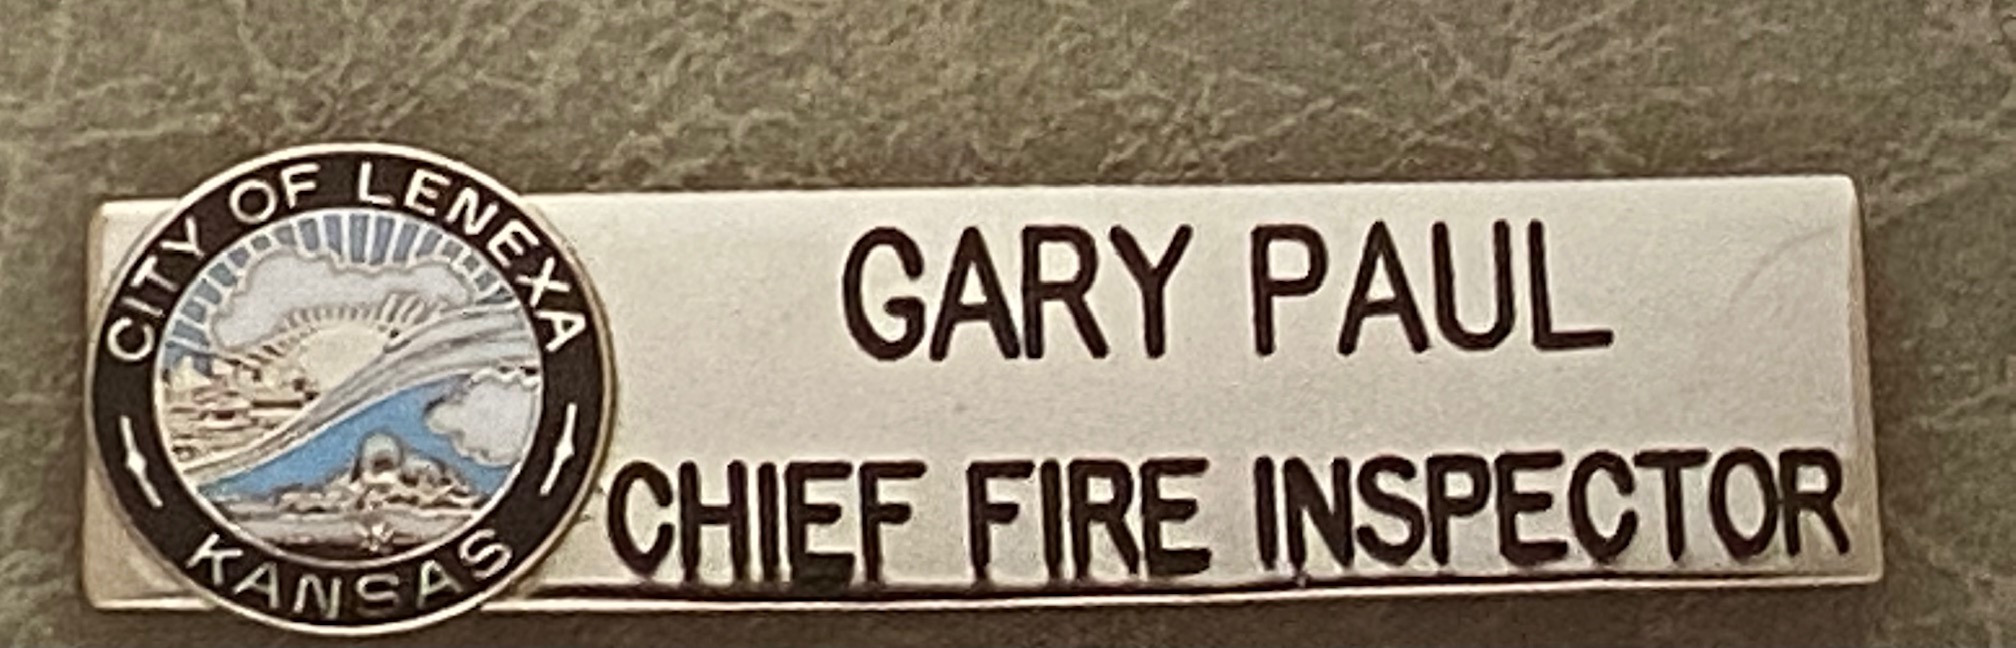 CITY OF LENEXA
KANSAS
GARY PAUL
CHIEF FIRE INSPECTOR